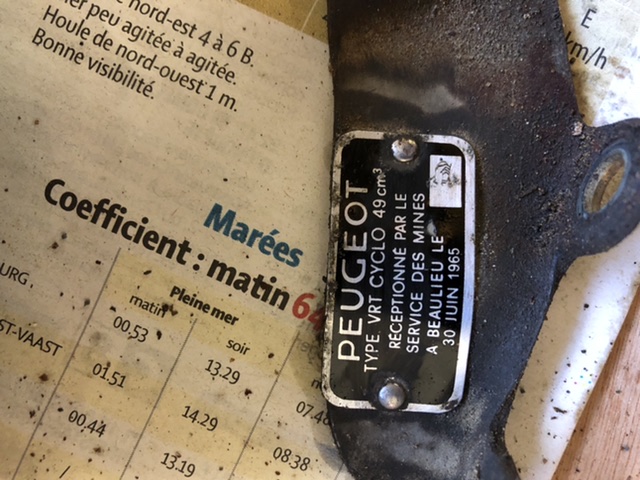 nord-est 4 à 6 B.
peu agitée à agitée.
Houle de nord-ouest 1 m.
Bonne visibilité.
E
km/h
Marées
Coefficient : matin 64
Pleine mer
matin
soir
00.53
13.29
ST-VAAST
01.51
14.29
07.48
00.44
13.19
08.38
PEUGEOT
TYPE VRT CYCLO 49 cm³
RÉCEPTIONNÉ PAR LE
SERVICE DES MINES
A BEAULIEU LE
30 JUIN 1965